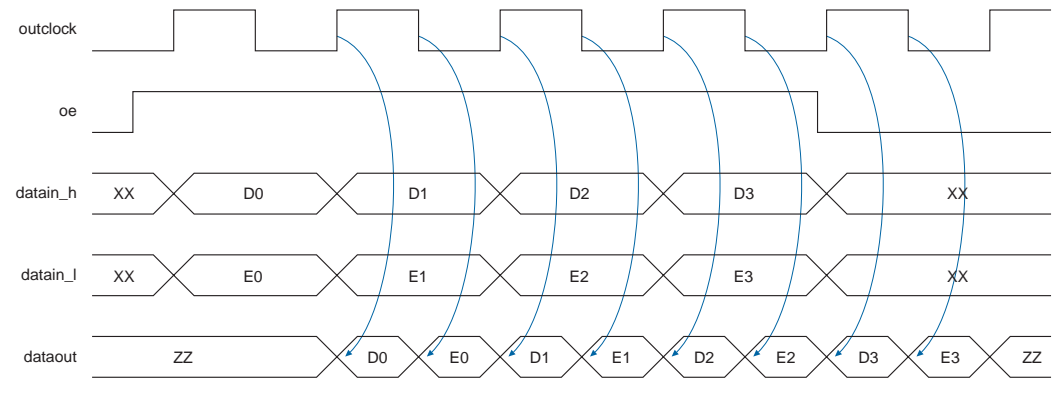 outclock
oe
datain_h XX D0 D1 D2 D3 XX
datain_l XX E0 E1 E2 E3 XX
dataout ZZ D0 E0 D1 E1 D2 E2 D3 E3 ZZ